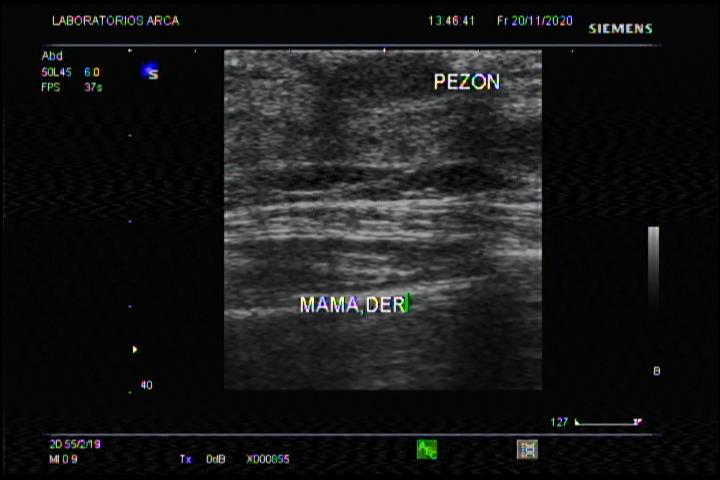 LABORATORIOS ARCA
13:46:41 Fr 20/11/2020
SIEMENS
Abd
50L45 6.0
FPS 37s
S
PEZON
MAMA,DER
40
B
127
2D 55/2/19
MI 0 9
Tx 0dB XD00855
ABC